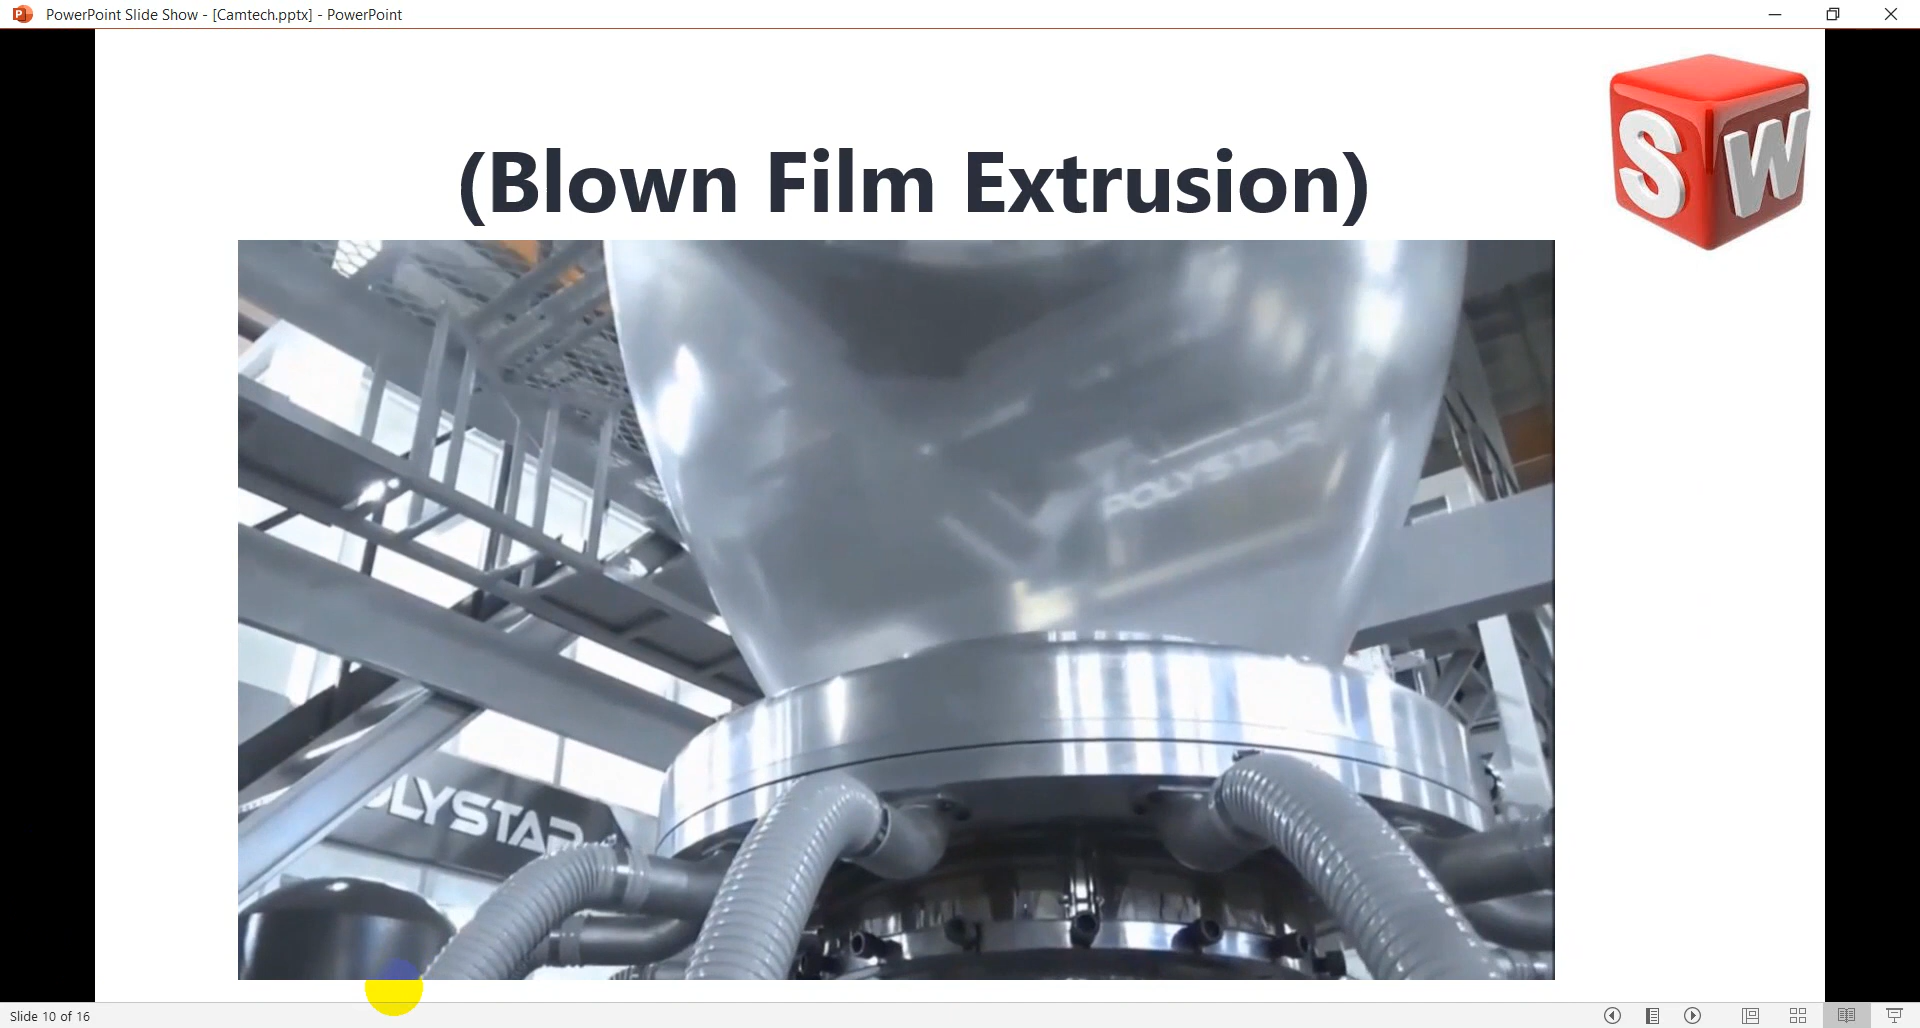 PowerPoint Slide Show - [Camtech.pptx] - PowerPoint
SW
(Blown Film Extrusion)
POLYSTAR
LYSTAR
Slide 10 of 16